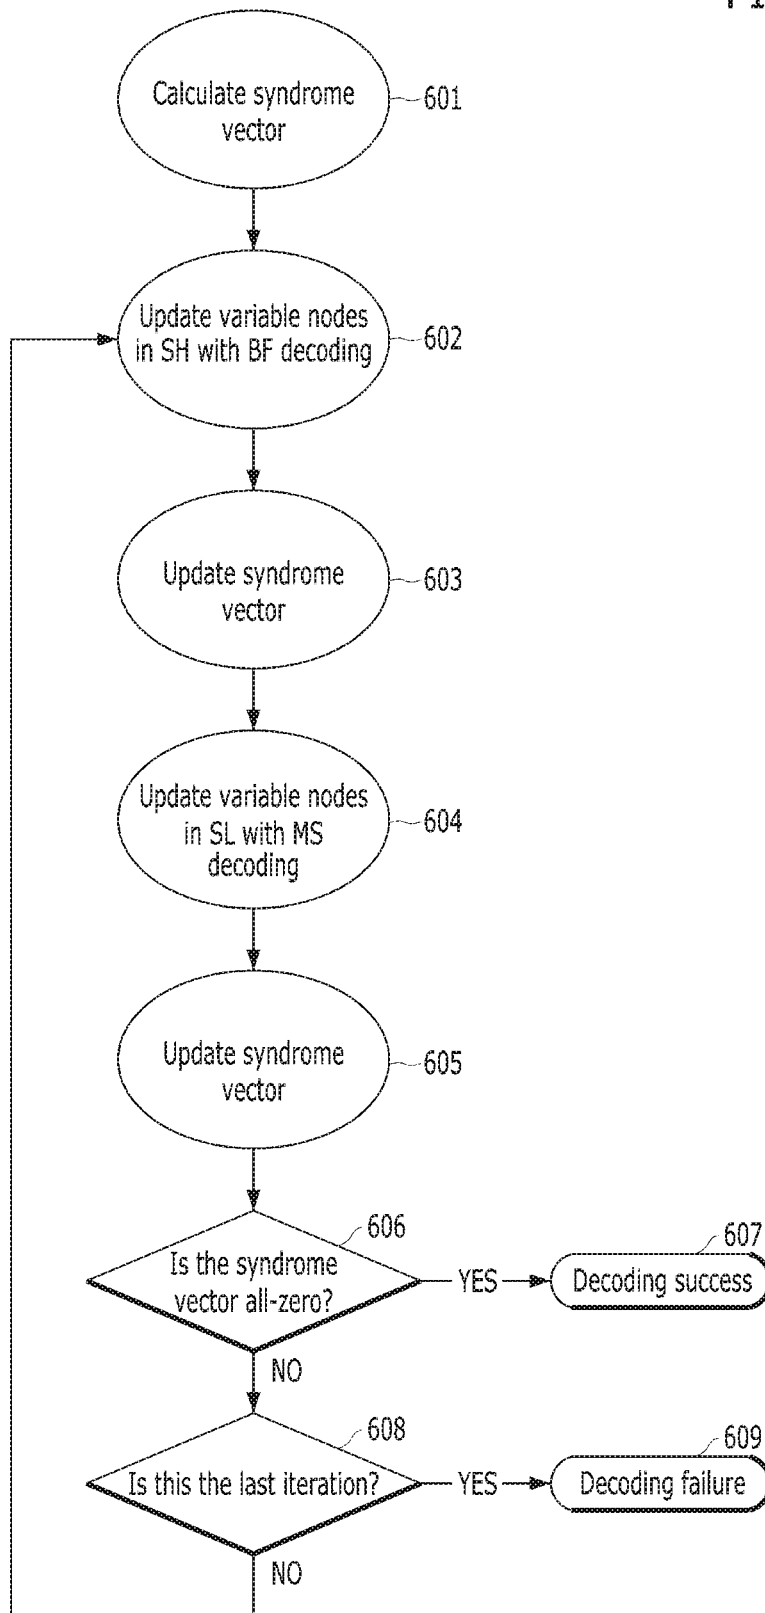 Calculate syndrome
vector
601
Update variable nodes
in SH with BF decoding
602
Update syndrome
vector
603
Update variable nodes
in SL with MS
decoding
604
Update syndrome
vector
605
606
Is the syndrome
vector all-zero?
YES
607
Decoding success
NO
608
Is this the last iteration?
YES
609
Decoding failure
NO